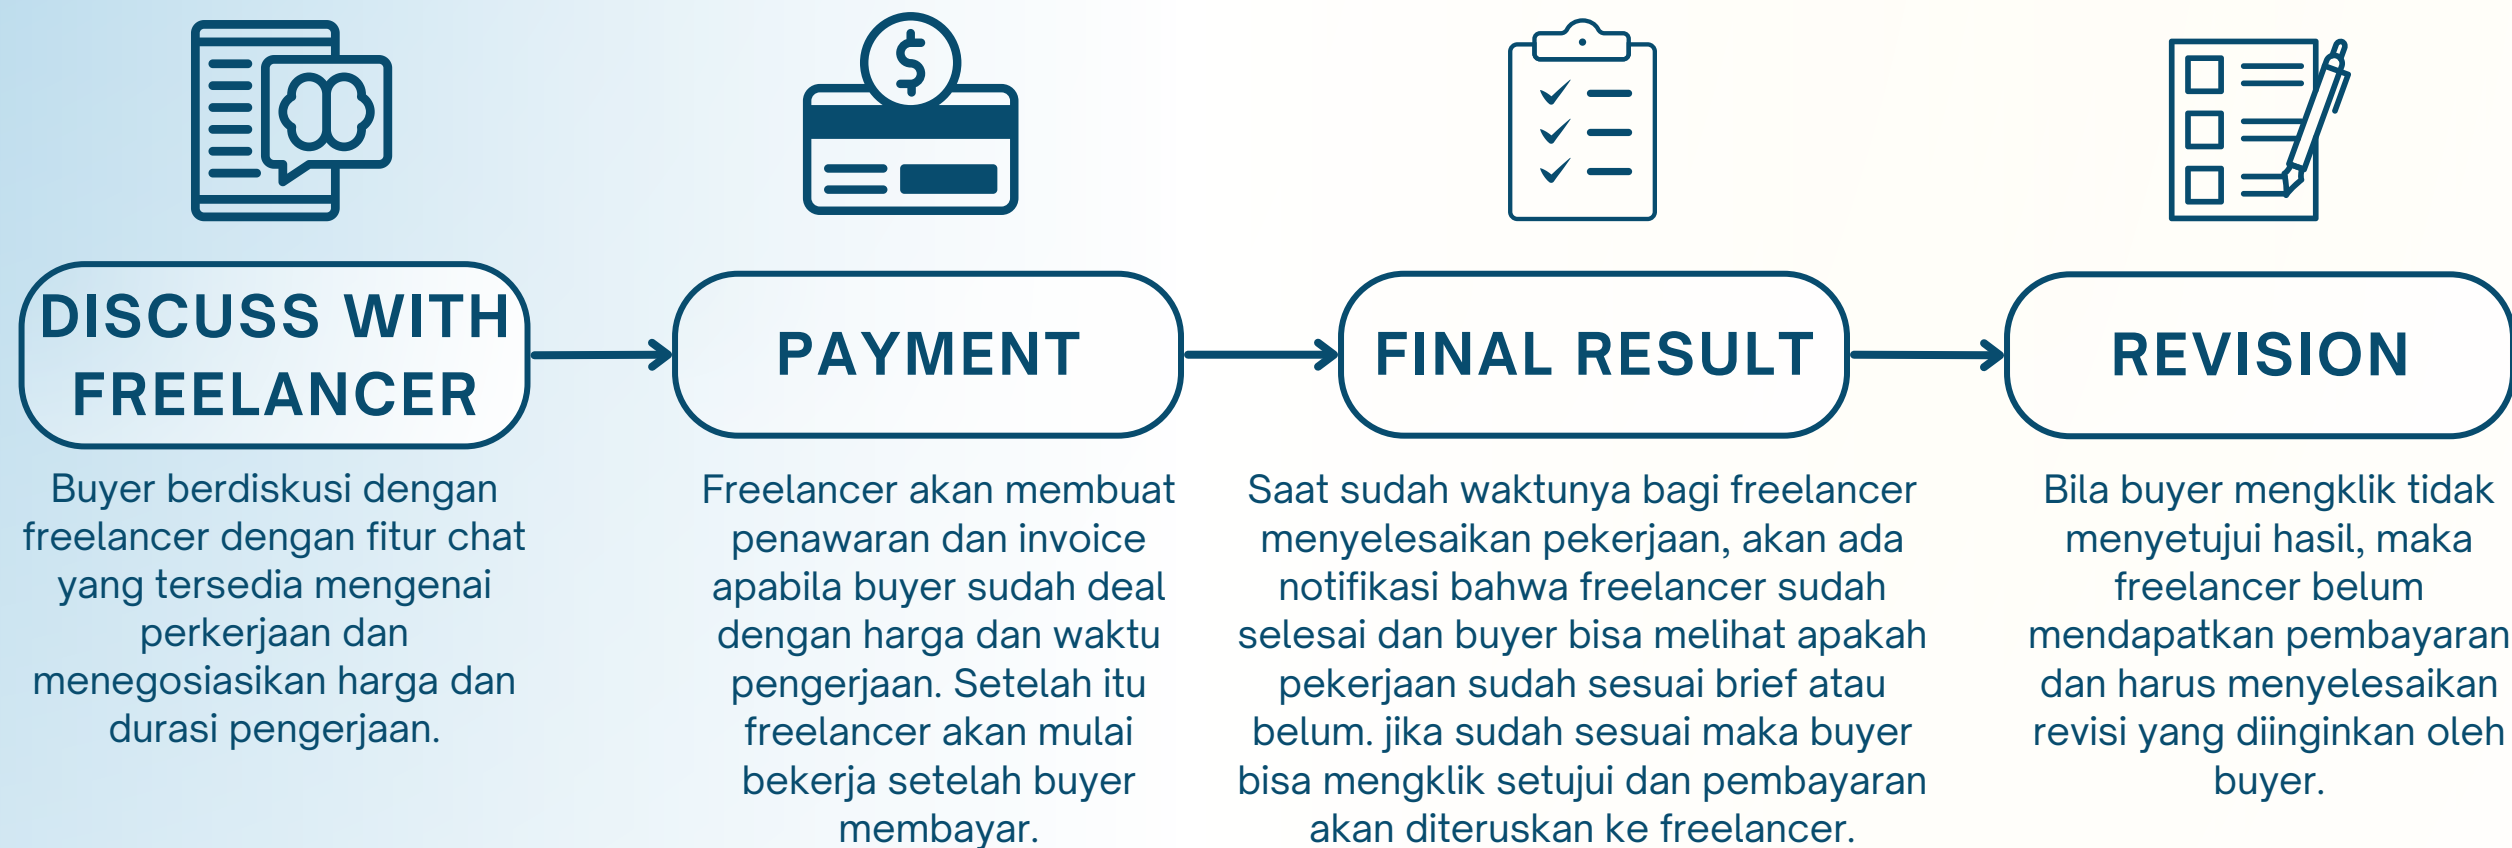 DISCUSS WITH
FREELANCER
Buyer berdiskusi dengan
freelancer dengan fitur chat
yang tersedia mengenai
perkerjaan dan
menegosiasikan harga dan
durasi pengerjaan.
PAYMENT
Freelancer akan membuat
penawaran dan invoice
apabila buyer sudah deal
dengan harga dan waktu
pengerjaan. Setelah itu
freelancer akan mulai
bekerja setelah buyer
membayar.
FINAL RESULT
Saat sudah waktunya bagi freelancer
menyelesaikan pekerjaan, akan ada
notifikasi bahwa freelancer sudah
selesai dan buyer bisa melihat apakah
pekerjaan sudah sesuai brief atau
belum. jika sudah sesuai maka buyer
bisa mengklik setujui dan pembayaran
akan diteruskan ke freelancer.
REVISION
Bila buyer mengklik tidak
menyetujui hasil, maka
freelancer belum
mendapatkan pembayaran
dan harus menyelesaikan
revisi yang diinginkan oleh
buyer.